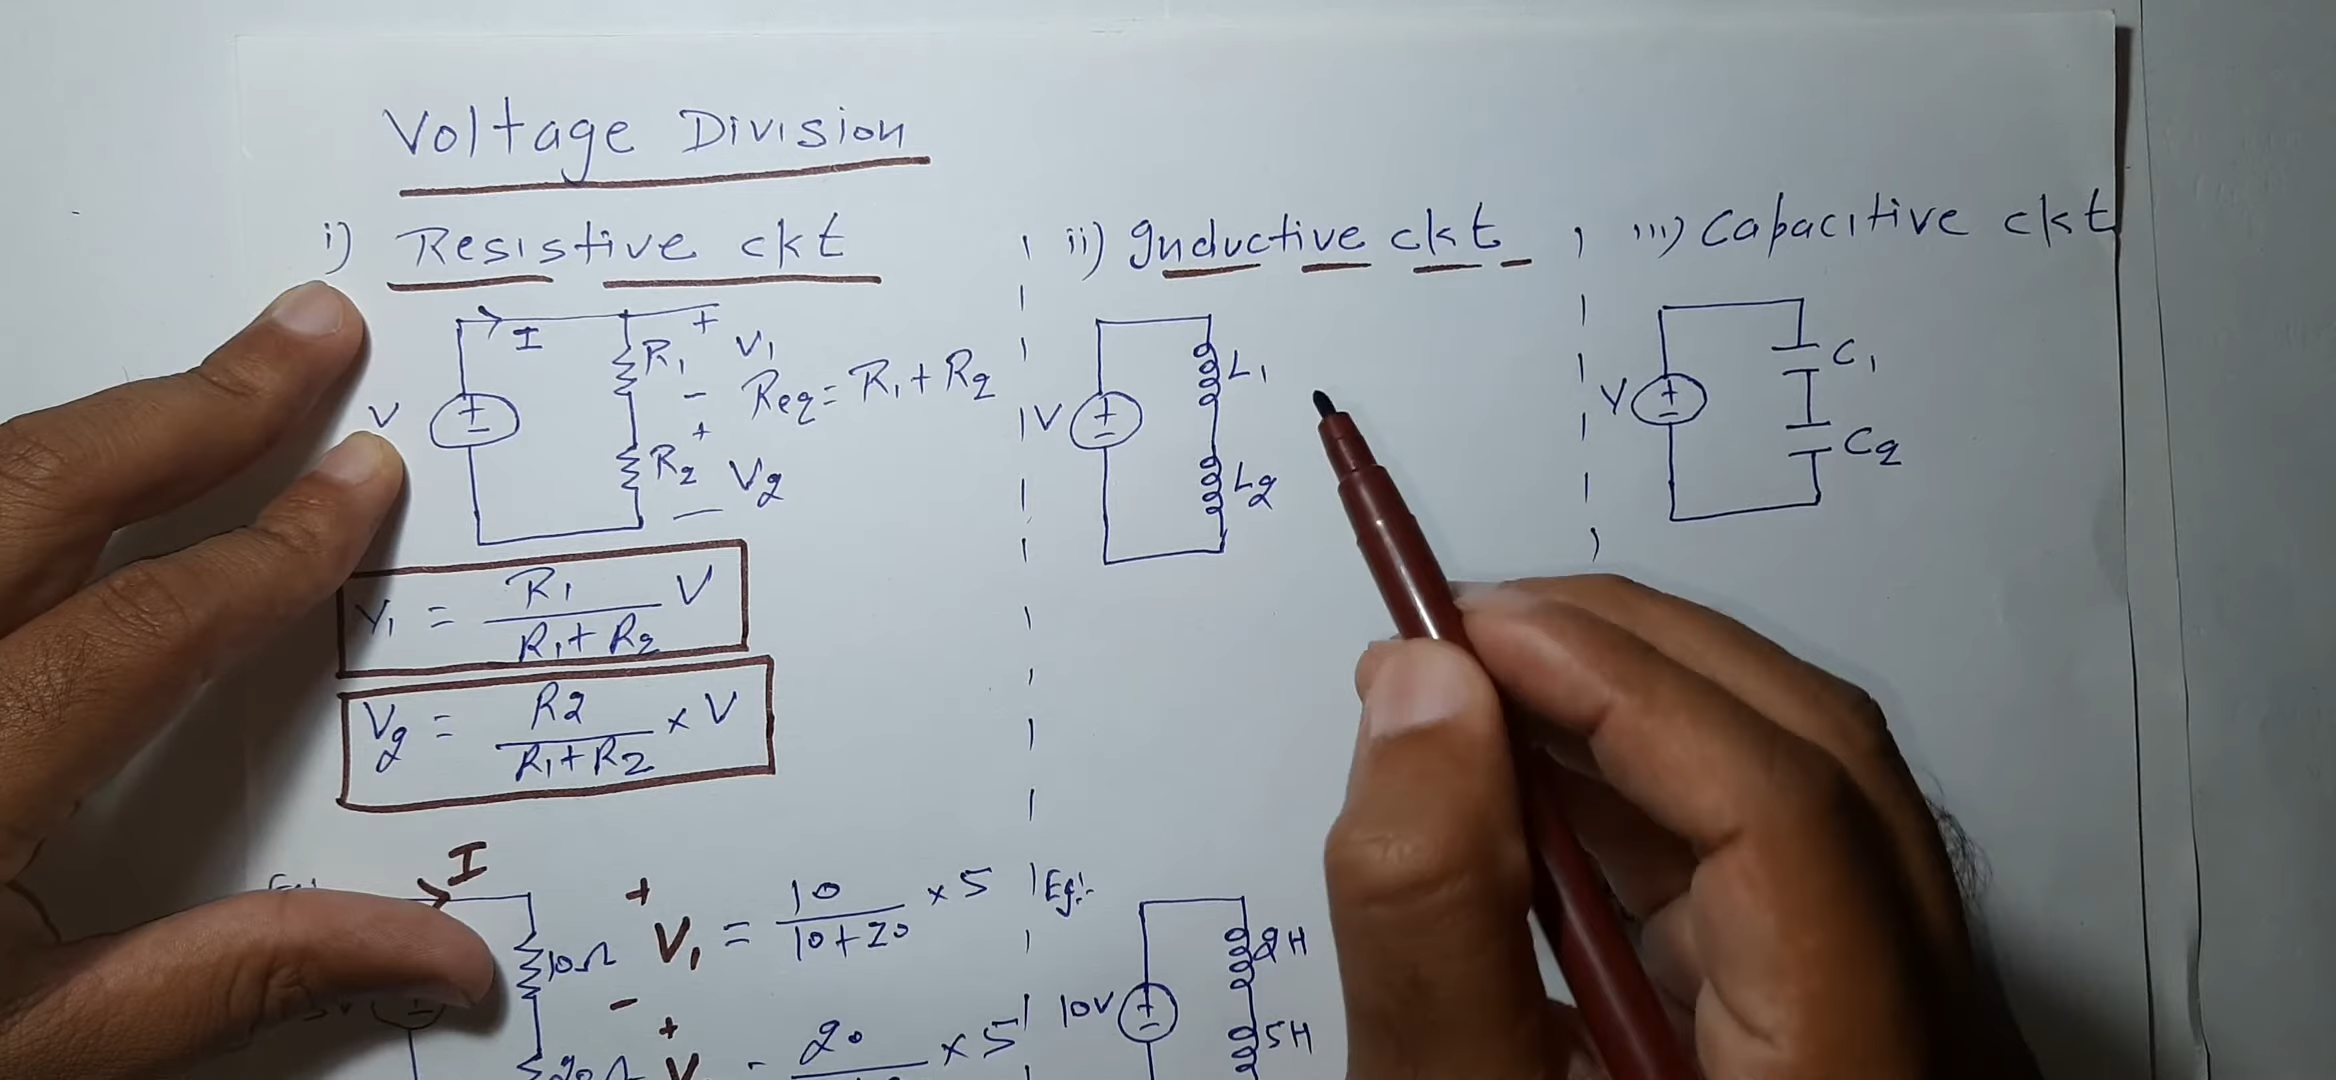 Voltage Division
i) Resistive ckt
I
V
+
R1
V1
-
Req = R1 + R2
+
R2
V2
-
V1 = R1 / R1 + R2 V
V2 = R2 / R1 + R2 × V
I
10Ω
+
V1 = 10 / 10 + 20 × 5
-
+
20 × 5
ii) Inductive ckt
V
+
-
L1
L2
Eg:-
10V
+
-
2H
5H
iii) Capacitive ckt
V
+
-
C1
C2